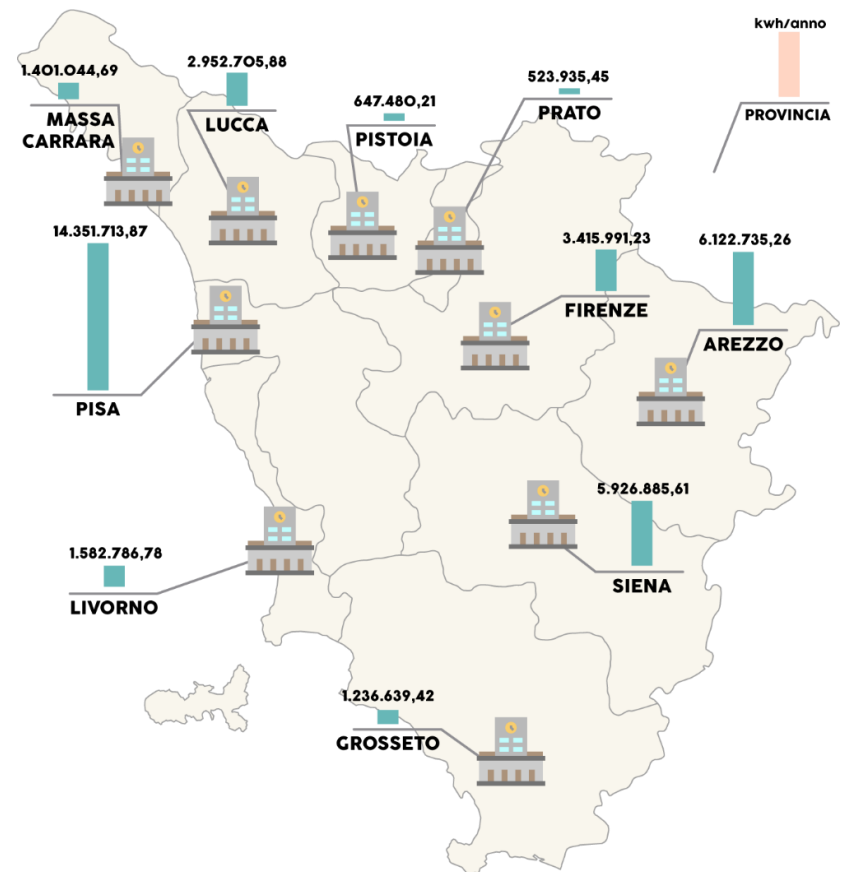 kwh/anno
PROVINCIA
1.401.044,69
MASSA
CARRARA
2.952.705,88
LUCCA
647.480,21
PISTOIA
523.935,45
PRATO
14.351.713,87
PISA
3.415.991,23
FIRENZE
6.122.735,26
AREZZO
5.926.885,61
SIENA
1.582.786,78
LIVORNO
1.236.639,42
GROSSETO